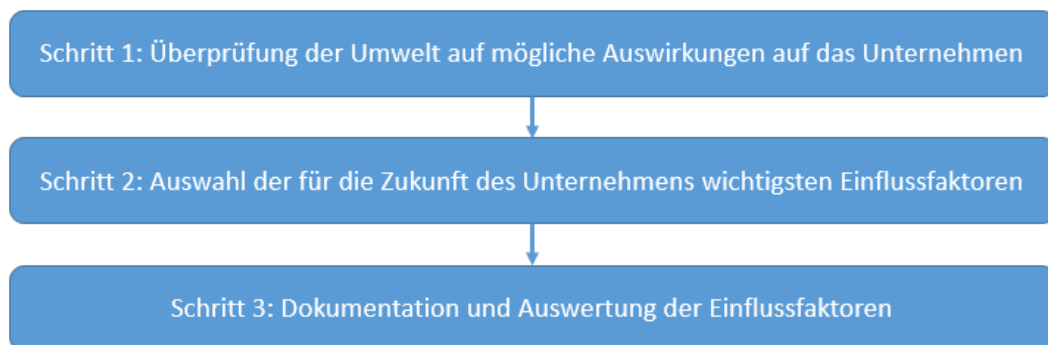 Schritt 1: Überprüfung der Umwelt auf mögliche Auswirkungen auf das Unternehmen
Schritt 2: Auswahl der für die Zukunft des Unternehmens wichtigsten Einflussfaktoren
Schritt 3: Dokumentation und Auswertung der Einflussfaktoren